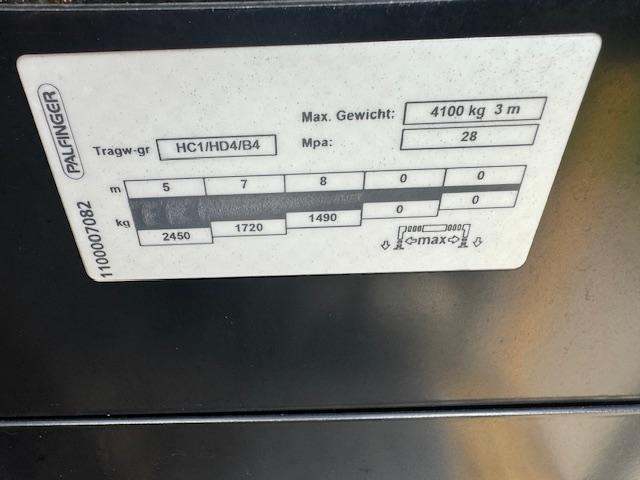 PALFINGER
Max. Gewicht: 4100 kg 3 m
Tragw-gr HC1/HD4/B4 Mpa: 28
m 5 7 8 0 0
kg 2450 1720 1490 0 0
max
1100007082